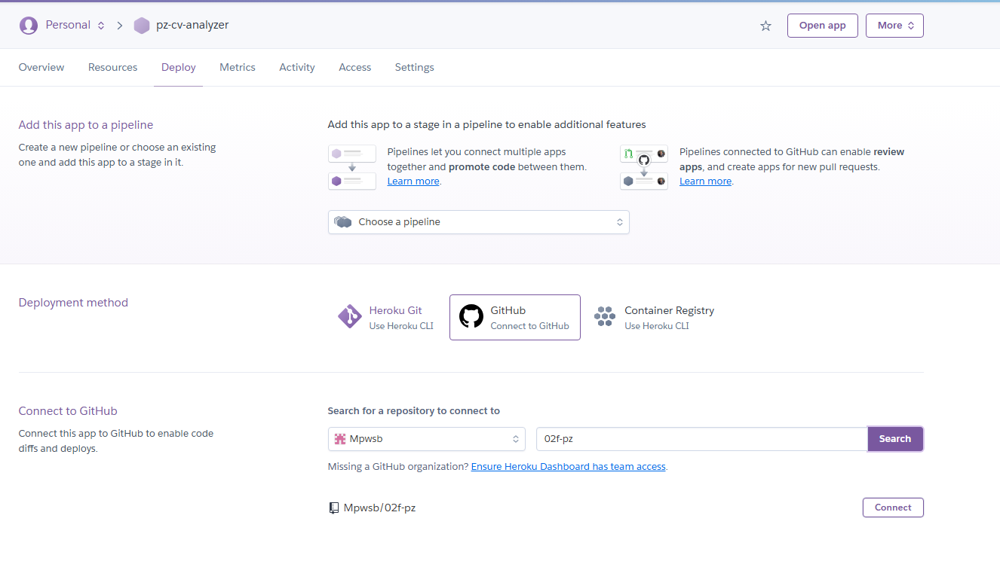 Personal
pz-cv-analyzer
Open app
More
Overview
Resources
Deploy
Metrics
Activity
Access
Settings
Add this app to a pipeline
Create a new pipeline or choose an existing
one and add this app to a stage in it.
Add this app to a stage in a pipeline to enable additional features
Pipelines let you connect multiple apps
together and promote code between them.
Learn more.
Pipelines connected to GitHub can enable review
apps, and create apps for new pull requests.
Learn more.
Choose a pipeline
Deployment method
Heroku Git
Use Heroku CLI
GitHub
Connect to GitHub
Container Registry
Use Heroku CLI
Connect to GitHub
Connect this app to GitHub to enable code
diffs and deploys.
Search for a repository to connect to
Mpwsb
02f-pz
Search
Missing a GitHub organization? Ensure Heroku Dashboard has team access.
Mpwsb/02f-pz
Connect